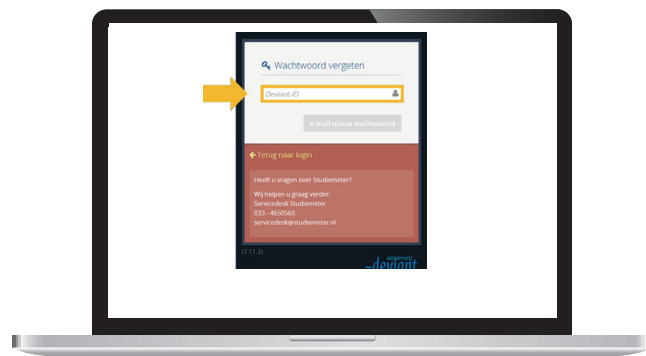 Wachtwoord vergeten
Deviant-ID
e-mail nieuw wachtwoord
Terug naar login
Heeft u vragen over Studiemeter?
Wij helpen u graag verder:
Servicedesk Studiemeter
033 - 4650560
servicedesk@studiemeter.nl
(7.11.3)
uitgeverij
deviant